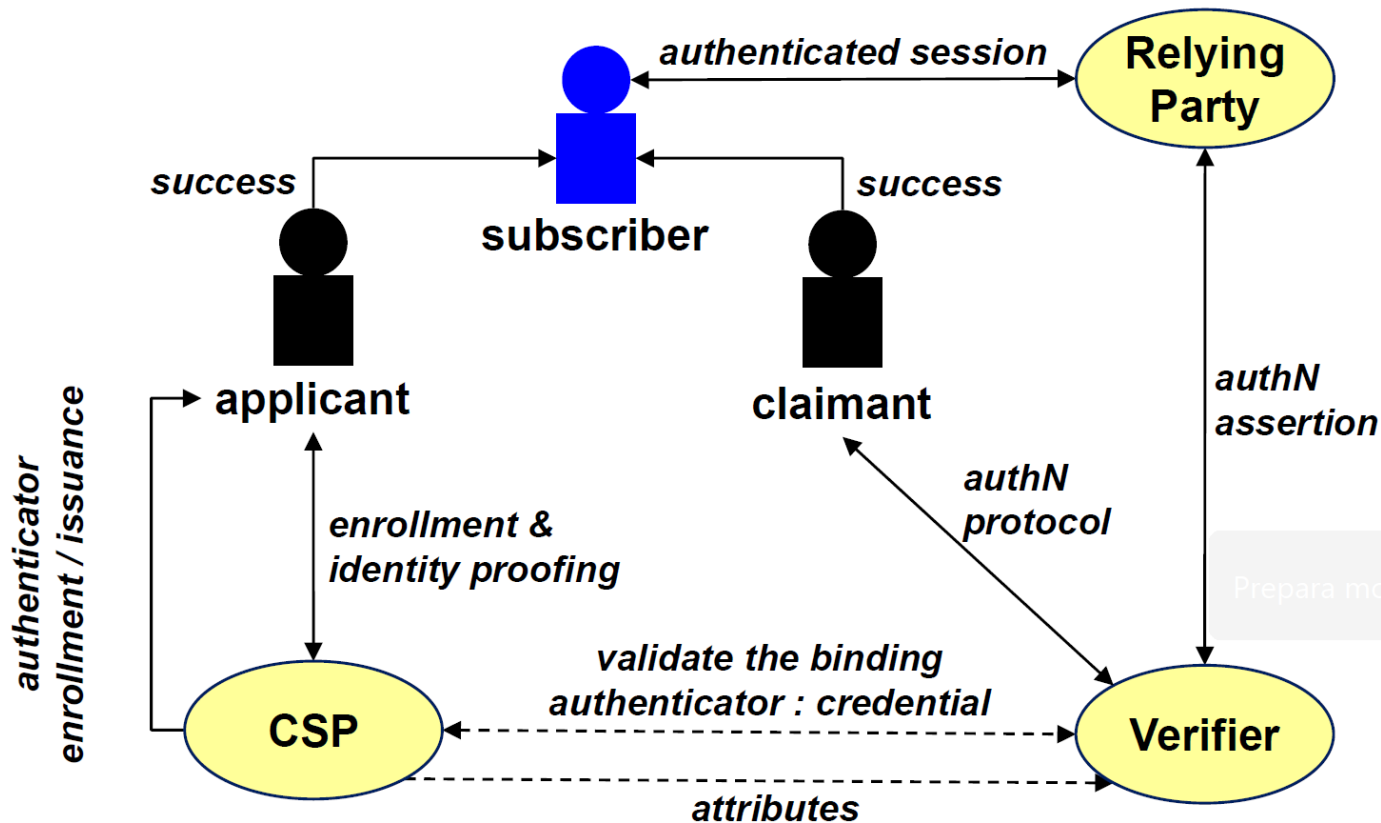 authenticated session
Relying
Party
success
success
subscriber
applicant
claimant
authN
assertion
authenticator
enrollment / issuance
authN
protocol
enrollment &
identity proofing
Prepara
validate the binding
authenticator : credential
CSP
Verifier
attributes